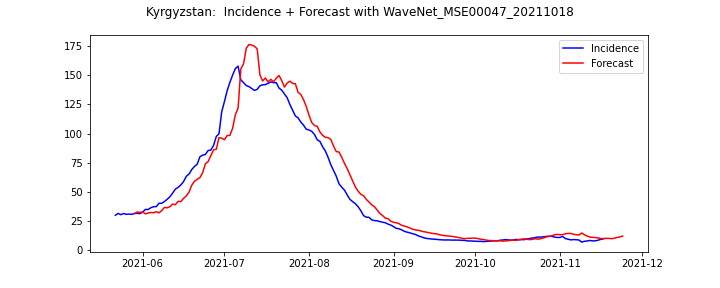 Kyrgyzstan:  Incidence + Forecast with WaveNet_MSE00047_20211018
Incidence
Forecast
175
150
125
100
75
50
25
0
2021-06 2021-07 2021-08 2021-09 2021-10 2021-11 2021-12